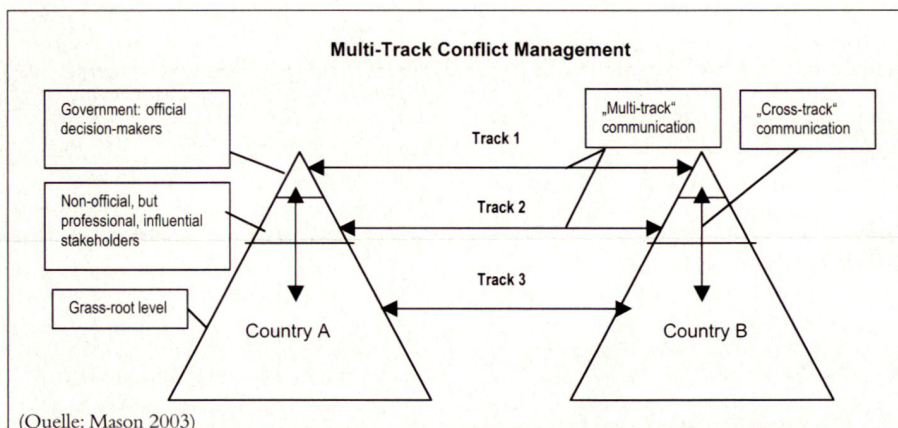 Multi-Track Conflict Management
Government: official
decision-makers
„Multi-track“
communication
„Cross-track“
communication
Track 1
Non-official, but
professional, influential
stakeholders
Track 2
Track 3
Grass-root level
Country A
Country B
(Quelle: Mason 2003)